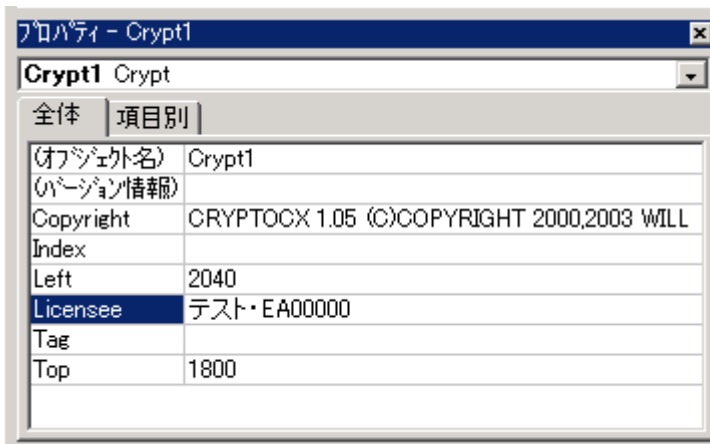 ﾌﾟﾛﾊﾟﾃｨ - Crypt1
Crypt1 Crypt
全体 項目別
(ｵﾌﾞｼﾞｪｸﾄ名) Crypt1
(ﾊﾞｰｼﾞｮﾝ情報)
Copyright CRYPTOCX 1.05 (C)COPYRIGHT 2000,2003 WILL
Index
Left 2040
Licensee テスト・EA00000
Tag
Top 1800